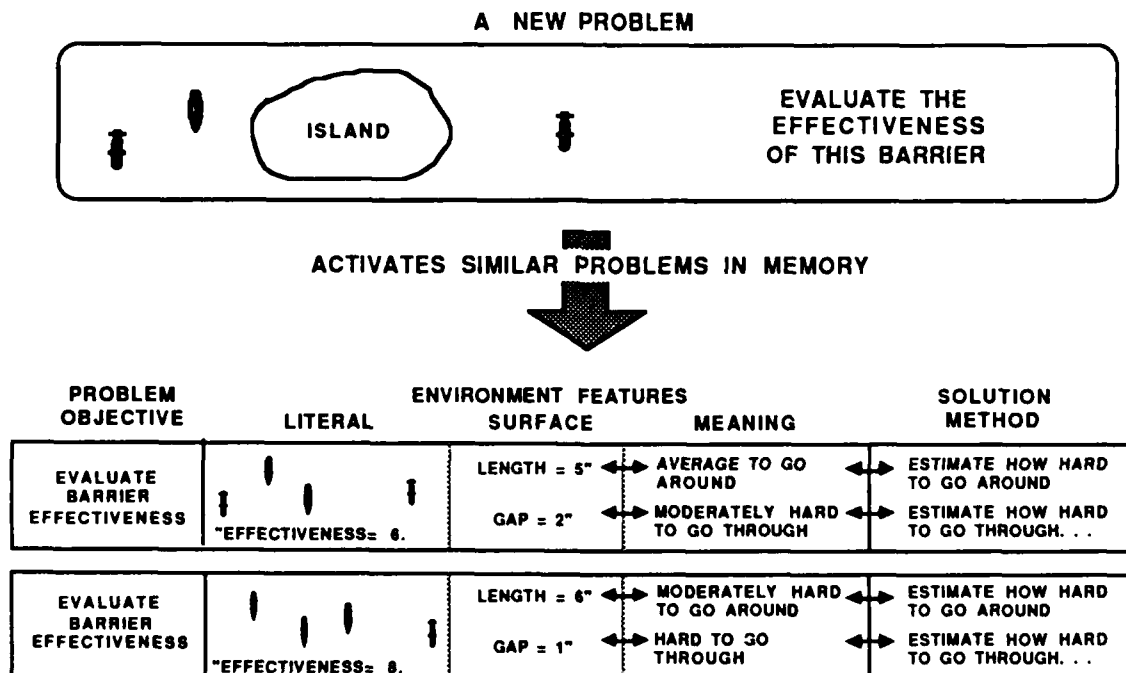 A NEW PROBLEM
ISLAND
EVALUATE THE
EFFECTIVENESS
OF THIS BARRIER
ACTIVATES SIMILAR PROBLEMS IN MEMORY
PROBLEM
OBJECTIVE
ENVIRONMENT FEATURES
LITERAL
SURFACE
MEANING
SOLUTION
METHOD
EVALUATE
BARRIER
EFFECTIVENESS
"EFFECTIVENESS= 6.
LENGTH = 5"
AVERAGE TO GO
AROUND
ESTIMATE HOW HARD
TO GO AROUND
GAP = 2"
MODERATELY HARD
TO GO THROUGH
ESTIMATE HOW HARD
TO GO THROUGH. . .
EVALUATE
BARRIER
EFFECTIVENESS
"EFFECTIVENESS= 8.
LENGTH = 6"
MODERATELY HARD
TO GO AROUND
ESTIMATE HOW HARD
TO GO AROUND
GAP = 1"
HARD TO GO
THROUGH
ESTIMATE HOW HARD
TO GO THROUGH. . .